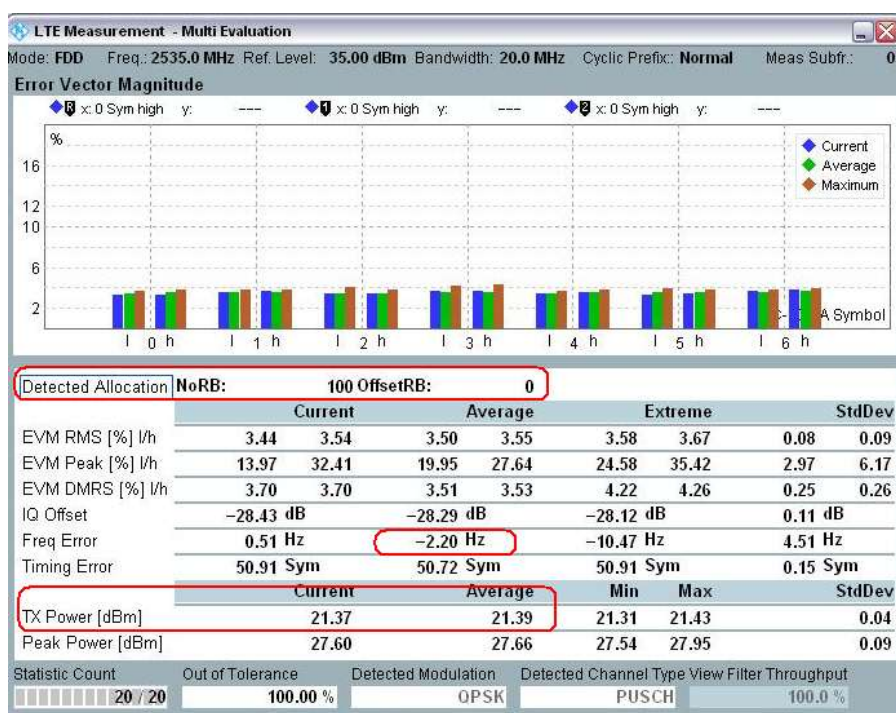 LTE Measurement - Multi Evaluation
Mode: FDD Freq.: 2535.0 MHz Ref. Level: 35.00 dBm Bandwidth: 20.0 MHz Cyclic Prefix.: Normal Meas Subfr.: 0
Error Vector Magnitude
R x: 0 Sym high y: --- 1 x: 0 Sym high y: --- 2 x: 0 Sym high y: ---
%
Current
16
Average
Maximum
12
10
6
2
A Symbol
l 0 h l 1 h l 2 h l 3 h l 4 h l 5 h l 6 h
Detected Allocation NoRB: 100 OffsetRB: 0
Current Average Extreme StdDev
EVM RMS [%] l/h 3.44 3.54 3.50 3.55 3.58 3.67 0.08 0.09
EVM Peak [%] l/h 13.97 32.41 19.95 27.64 24.58 35.42 2.97 6.17
EVM DMRS [%] l/h 3.70 3.70 3.51 3.53 4.22 4.26 0.25 0.26
IQ Offset −28.43 dB −28.29 dB −28.12 dB 0.11 dB
Freq Error 0.51 Hz −2.20 Hz −10.47 Hz 4.51 Hz
Timing Error 50.91 Sym 50.72 Sym 50.91 Sym 0.15 Sym
Current Average Min Max StdDev
TX Power [dBm] 21.37 21.39 21.31 21.43 0.04
Peak Power [dBm] 27.60 27.66 27.54 27.95 0.09
Statistic Count Out of Tolerance Detected Modulation Detected Channel Type View Filter Throughput
20 / 20 100.00 % QPSK PUSCH 100.0 %